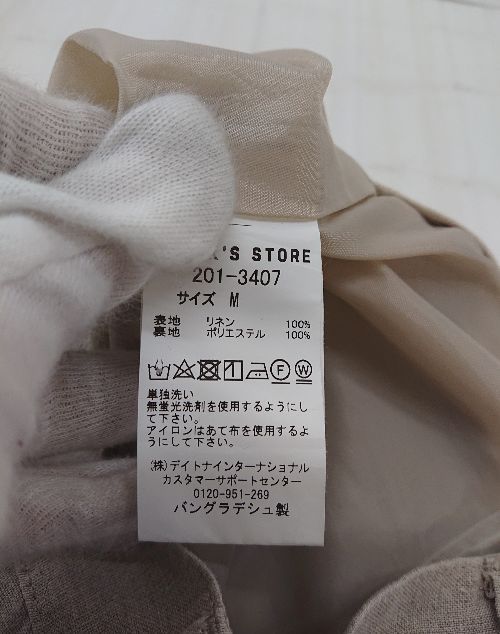 'S STORE
201-3407
サイズ M
表地 リネン 100%
裏地 ポリエステル 100%
F W
単独洗い
無蛍光洗剤を使用するようにし
て下さい。
アイロンはあて布を使用するよ
うにして下さい。
(株)デイトナインターナショナル
カスタマーサポートセンター
0120-951-269
バングラデシュ製